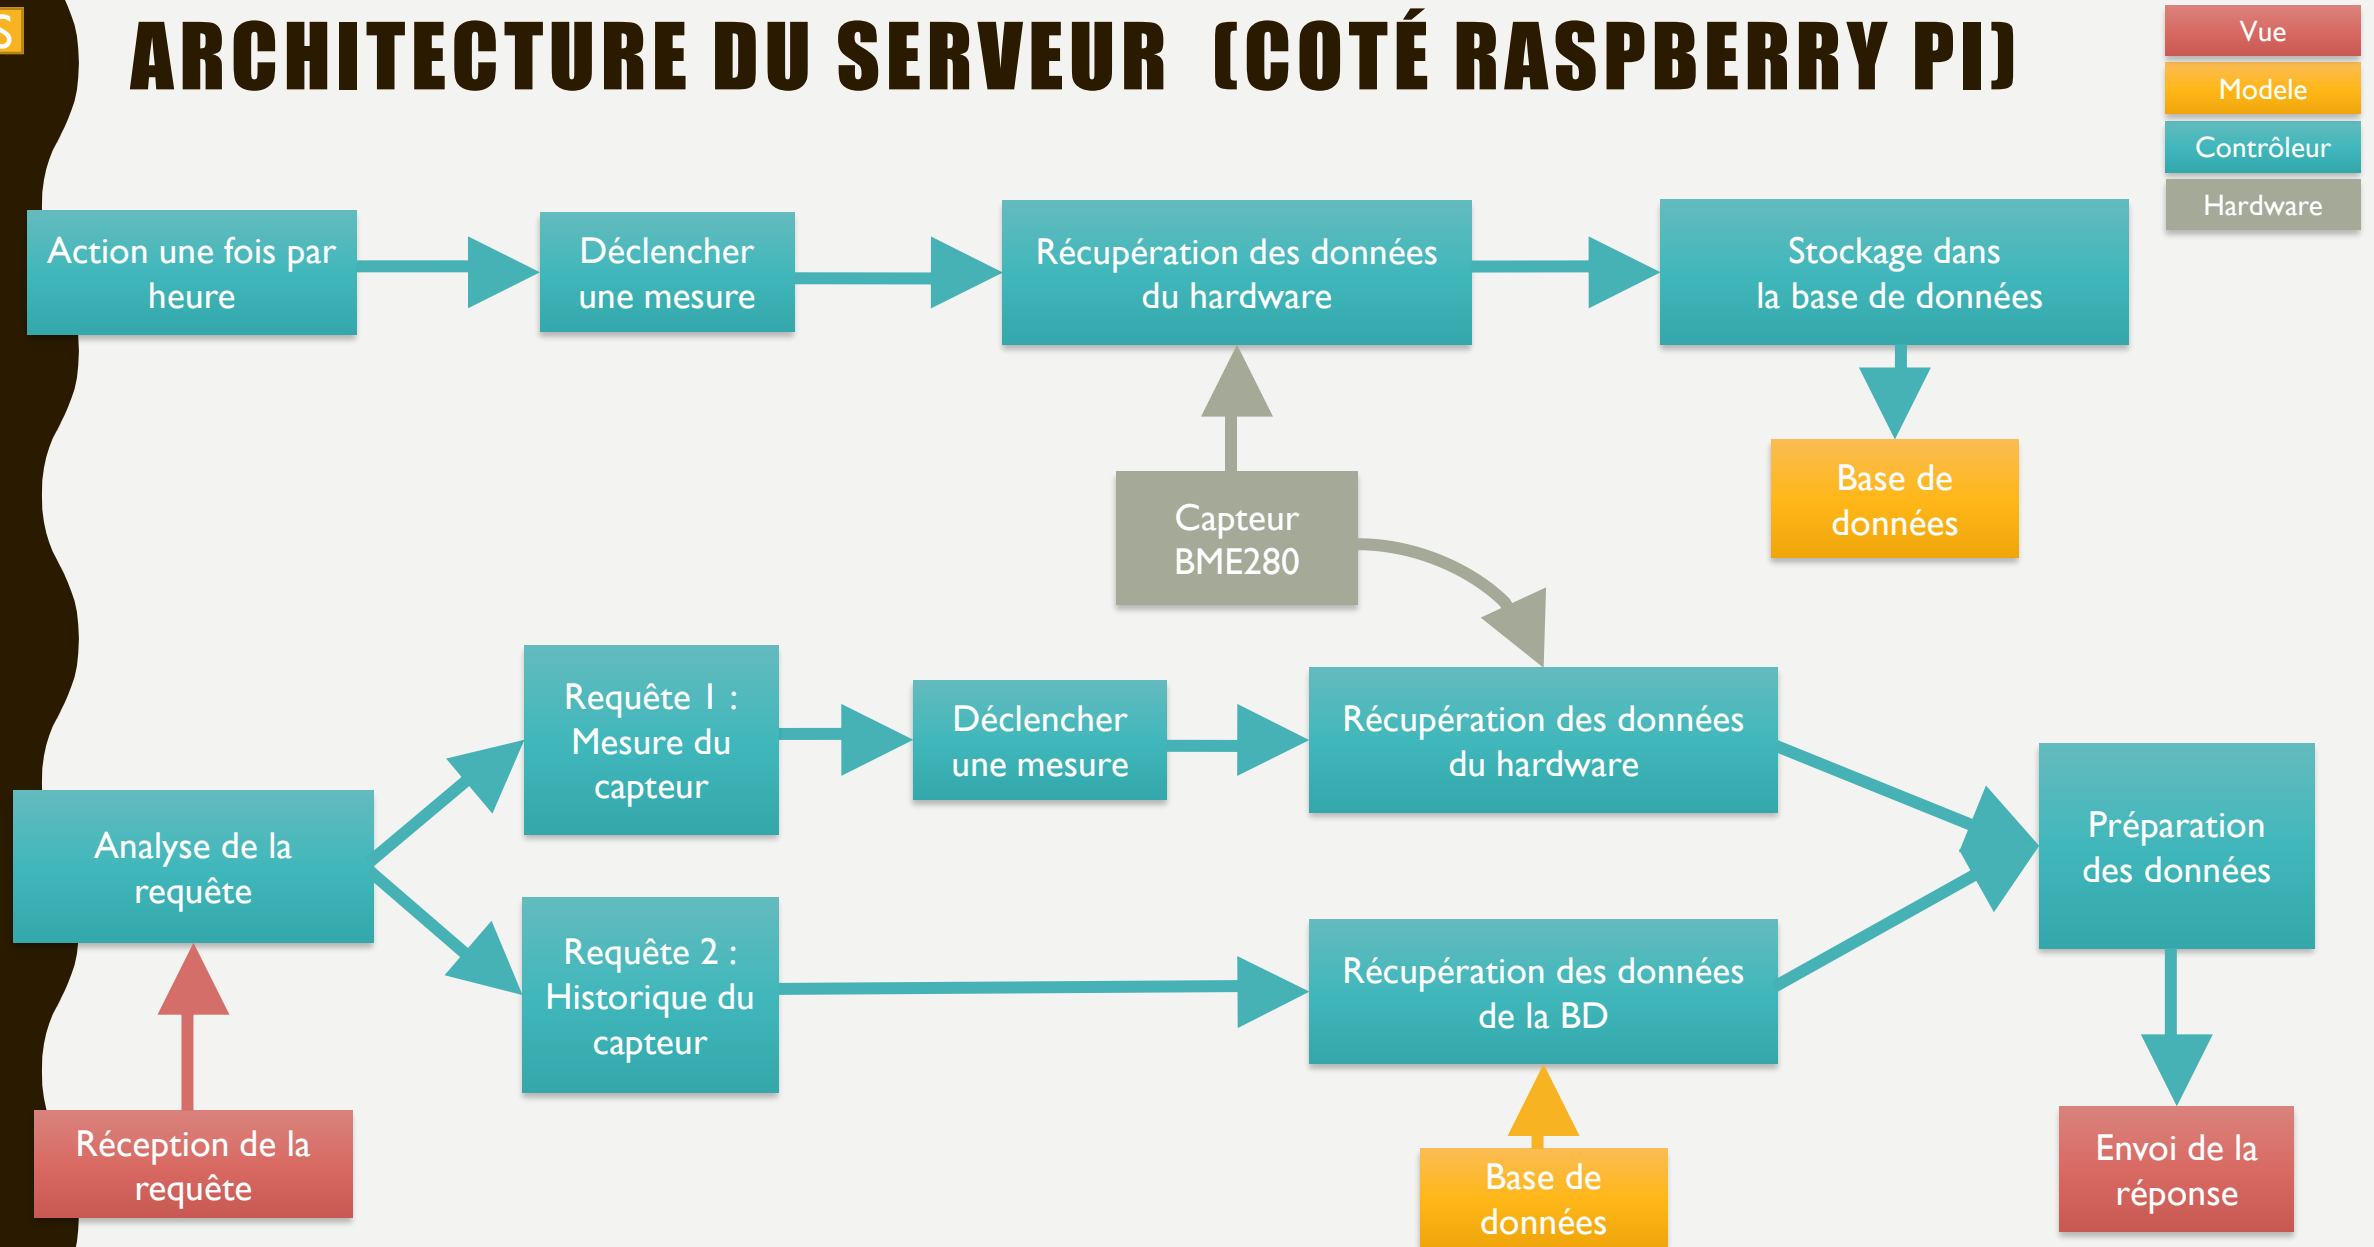 S
ARCHITECTURE DU SERVEUR (COTÉ RASPBERRY PI)
Vue
Modele
Contrôleur
Hardware
Action une fois par
heure
Déclencher
une mesure
Récupération des données
du hardware
Stockage dans
la base de données
Capteur
BME280
Base de
données
Requête 1 :
Mesure du
capteur
Déclencher
une mesure
Récupération des données
du hardware
Analyse de la
requête
Préparation
des données
Requête 2 :
Historique du
capteur
Récupération des données
de la BD
Réception de la
requête
Base de
données
Envoi de la
réponse